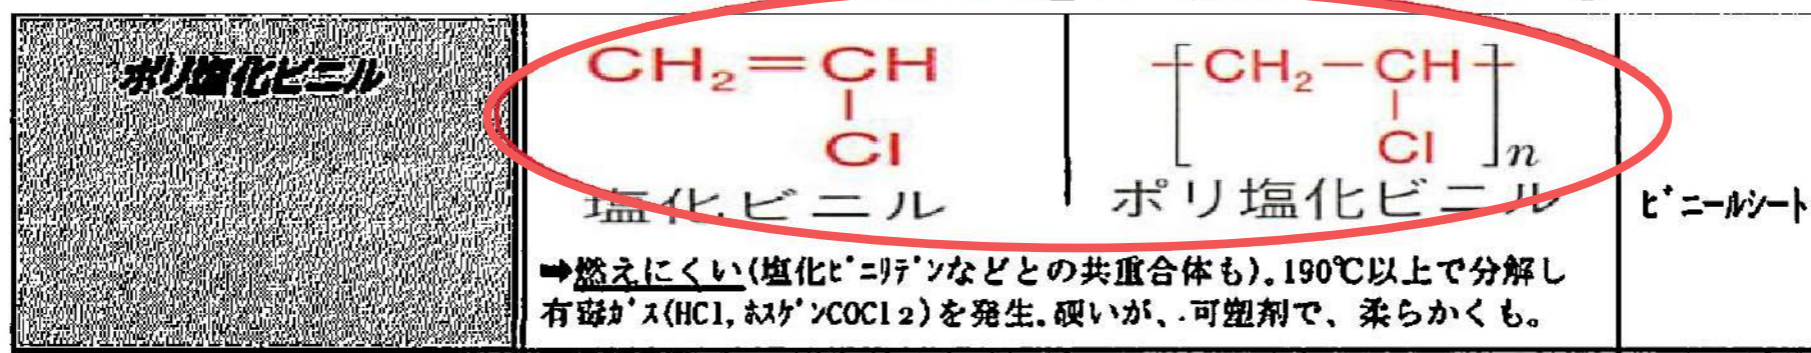 ポリ塩化ビニル
CH₂=CH
Cl
塩化ビニル
[CH₂-CH]n
Cl
ポリ塩化ビニル
➡燃えにくい(塩化ビニリデンなどとの共重合体も)。190℃以上で分解し
有毒ガス(HCl,ホスゲンCOCl2)を発生.硬いが、.可塑剤で、柔らかくも。
ビニールシート